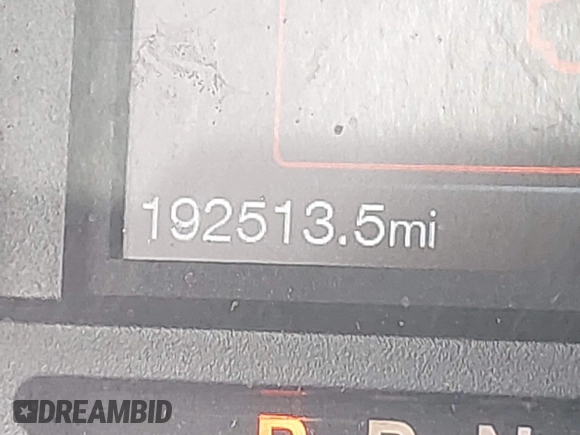 192513.5mi
P R N
DREAMBID